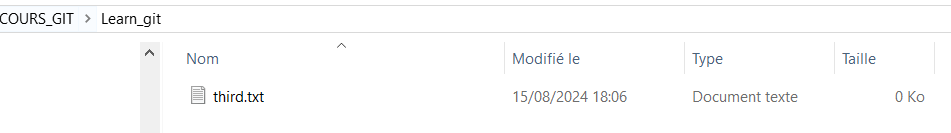 COURS_GIT > Learn_git
Nom Modifié le Type Taille
third.txt 15/08/2024 18:06 Document texte 0 Ko